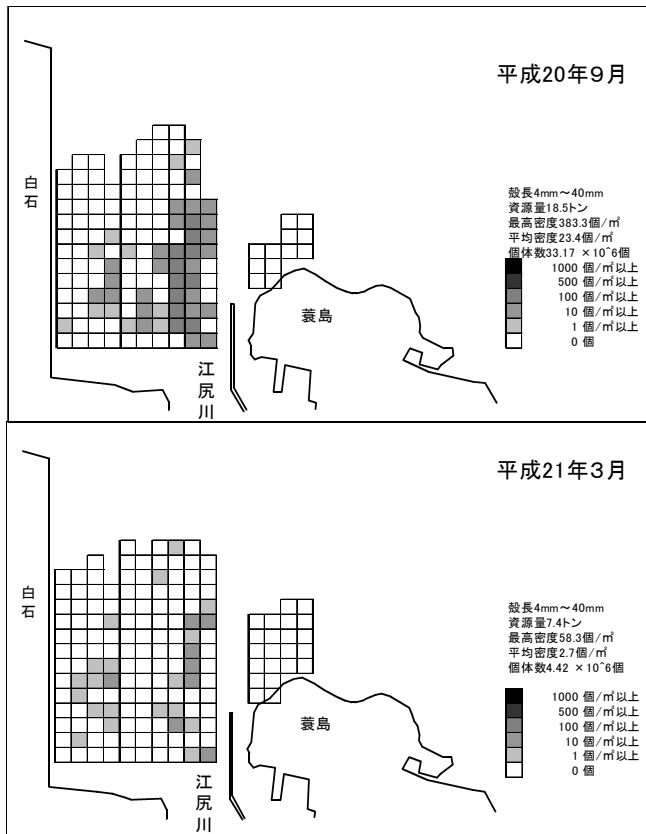 平成20年9月
白石
殻長4mm～40mm
資源量18.5トン
最高密度383.3個/㎡
平均密度23.4個/㎡
個体数33.17 ×10^6個
1000 個/㎡以上
500 個/㎡以上
100 個/㎡以上
10 個/㎡以上
1 個/㎡以上
0 個
蓑島
江尻川
平成21年3月
白石
殻長4mm～40mm
資源量7.4トン
最高密度58.3個/㎡
平均密度2.7個/㎡
個体数4.42 ×10^6個
1000 個/㎡以上
500 個/㎡以上
100 個/㎡以上
10 個/㎡以上
1 個/㎡以上
0 個
蓑島
江尻川